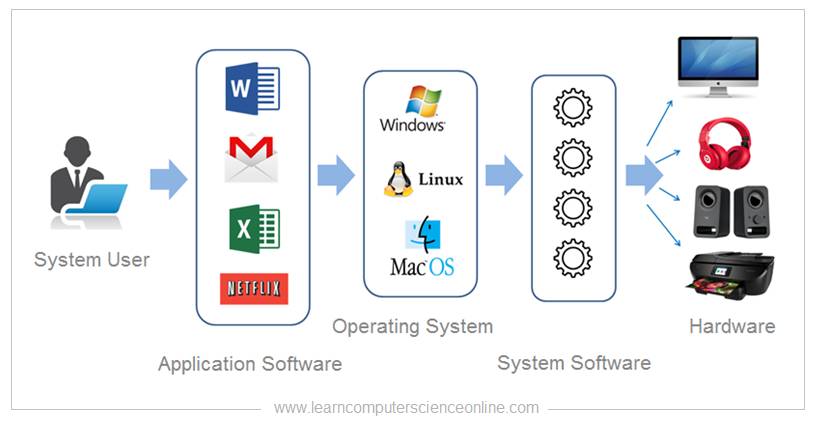 W
X
NETFLIX
Windows
Linux
Mac OS
System User
Application Software
Operating System
System Software
Hardware
www.learncomputerscienceonline.com